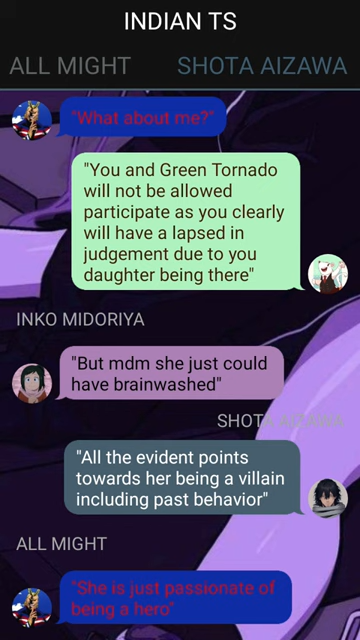 INDIAN TS
ALL MIGHT
SHOTA AIZAWA
"What about me?"
"You and Green Tornado
will not be allowed
participate as you clearly
will have a lapsed in
judgement due to you
daughter being there"
INKO MIDORIYA
"But mdm she just could
have brainwashed"
SHOTA AIZAWA
"All the evident points
towards her being a villain
including past behavior"
ALL MIGHT
"She is just passionate of
being a hero"